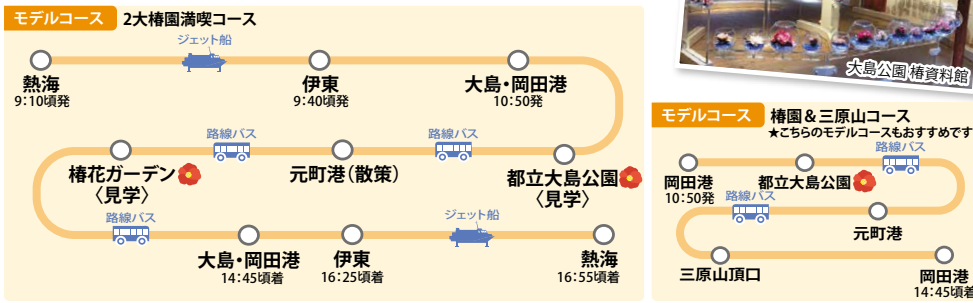 モデルコース 2大椿園満喫コース
ジェット船
熱海
9:10頃発
伊東
9:40頃発
大島・岡田港
10:50発
路線バス
路線バス
椿花ガーデン
〈見学〉
元町港（散策）
都立大島公園
〈見学〉
路線バス
ジェット船
大島・岡田港
14:45頃着
伊東
16:25頃着
熱海
16:55頃着
大島公園 椿資料館
モデルコース 椿園＆三原山コース
★こちらのモデルコースもおすすめです
路線バス
岡田港
10:50発
都立大島公園
路線バス
元町港
三原山頂口
岡田港
14:45頃着